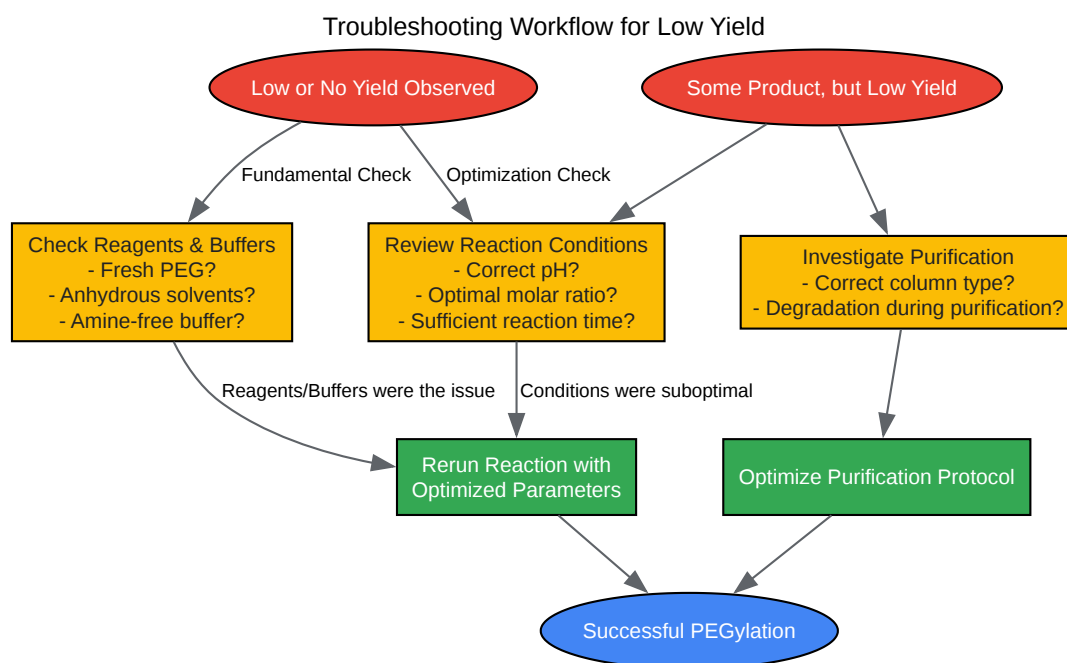 Troubleshooting Workflow for Low Yield
Low or No Yield Observed
Some Product, but Low Yield
Fundamental Check
Optimization Check
Check Reagents & Buffers
- Fresh PEG?
- Anhydrous solvents?
- Amine-free buffer?
Review Reaction Conditions
- Correct pH?
- Optimal molar ratio?
- Sufficient reaction time?
Investigate Purification
- Correct column type?
- Degradation during purification?
Reagents/Buffers were the issue
Conditions were suboptimal
Rerun Reaction with
Optimized Parameters
Optimize Purification Protocol
Successful PEGylation